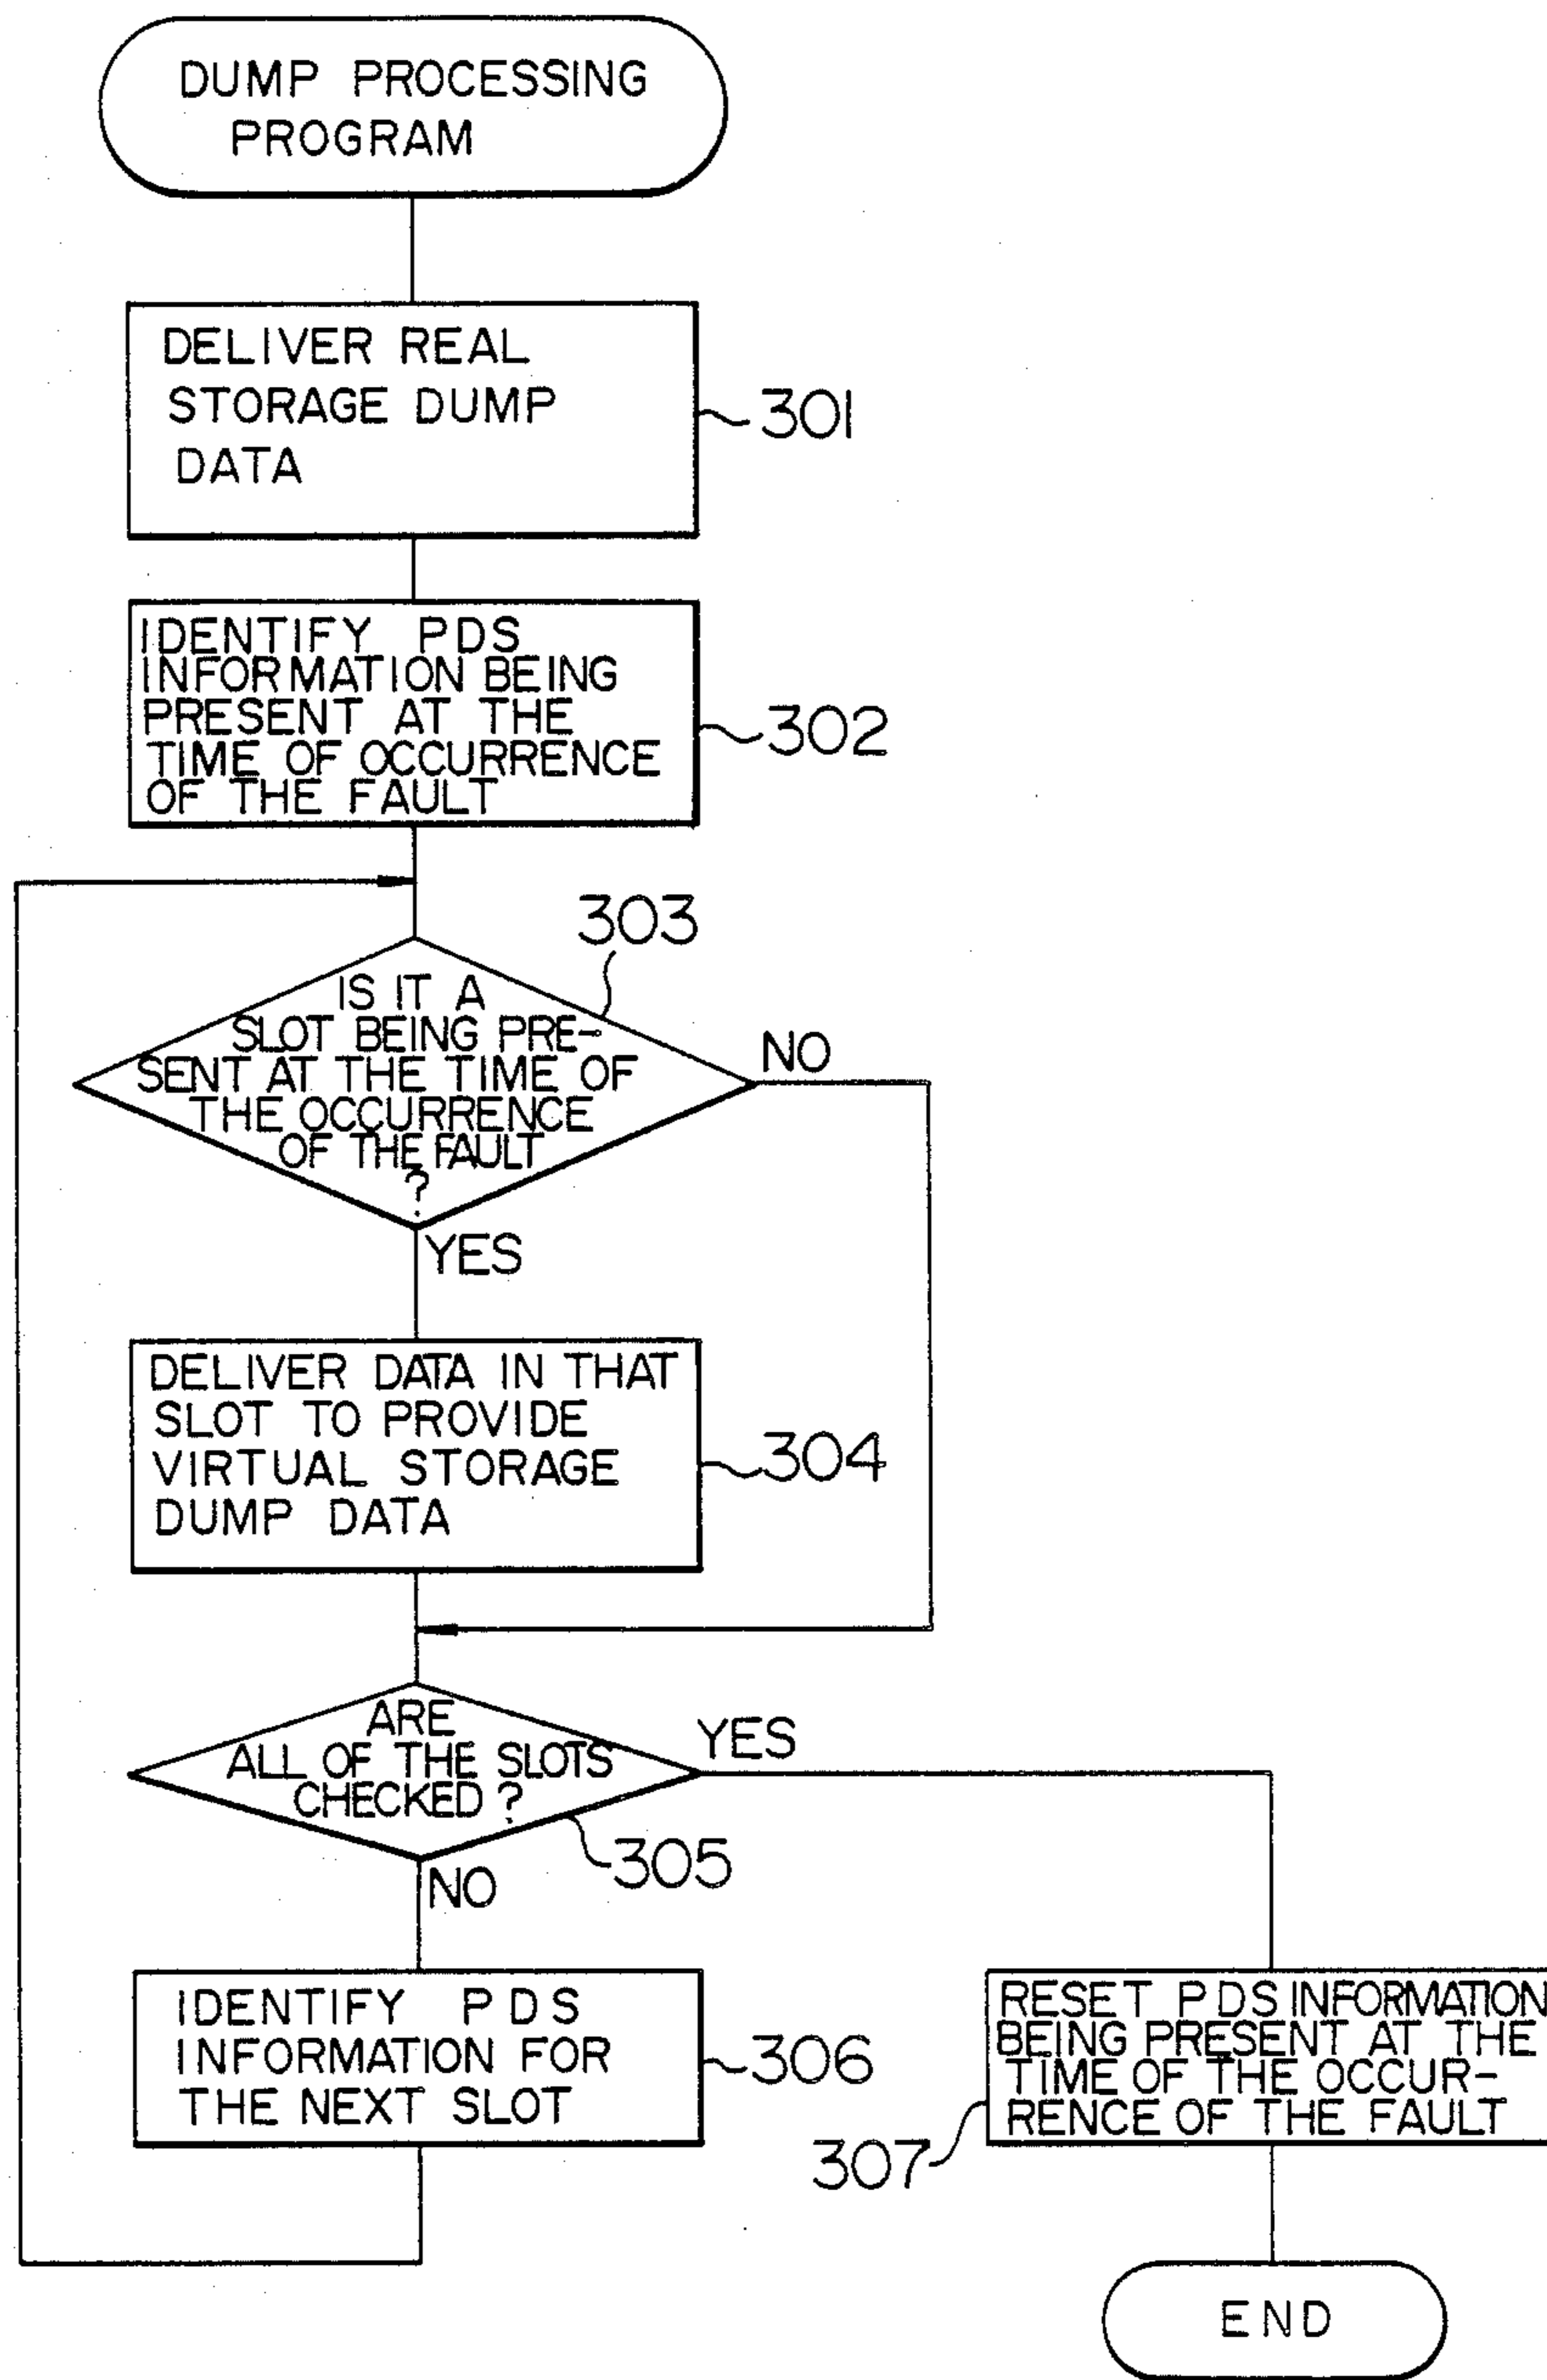 DUMP PROCESSING
PROGRAM
DELIVER REAL
STORAGE DUMP
DATA
301
IDENTIFY PDS
INFORMATION BEING
PRESENT AT THE
TIME OF OCCURRENCE
OF THE FAULT
302
303
IS IT A
SLOT BEING PRE-
SENT AT THE TIME OF
THE OCCURRENCE
OF THE FAULT
?
NO
YES
DELIVER DATA IN THAT
SLOT TO PROVIDE
VIRTUAL STORAGE
DUMP DATA
304
ARE
ALL OF THE SLOTS
CHECKED ?
YES
305
NO
IDENTIFY PDS
INFORMATION FOR
THE NEXT SLOT
306
RESET PDS INFORMATION
BEING PRESENT AT THE
TIME OF THE OCCUR-
RENCE OF THE FAULT
307
END